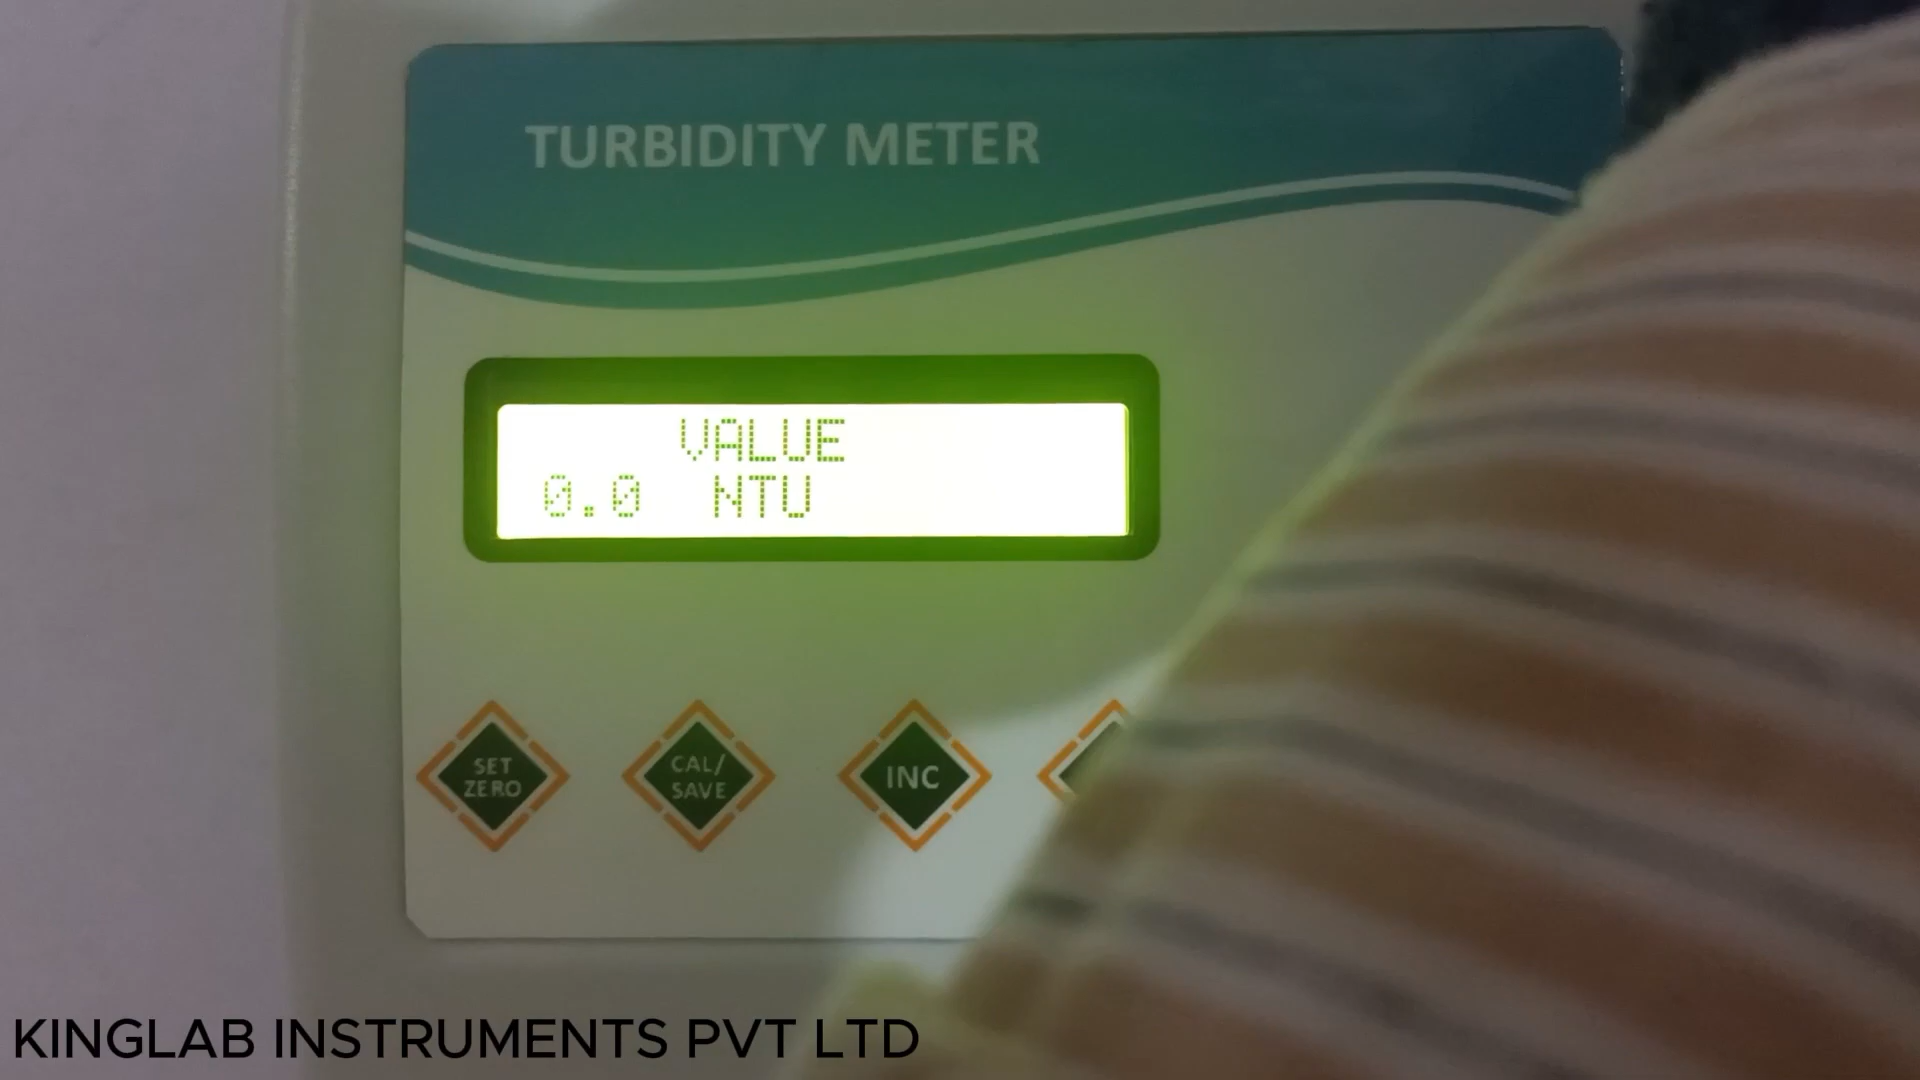 TURBIDITY METER
VALUE
0.0 NTU
SET
ZERO
CAL/
SAVE
INC
KINGLAB INSTRUMENTS PVT LTD